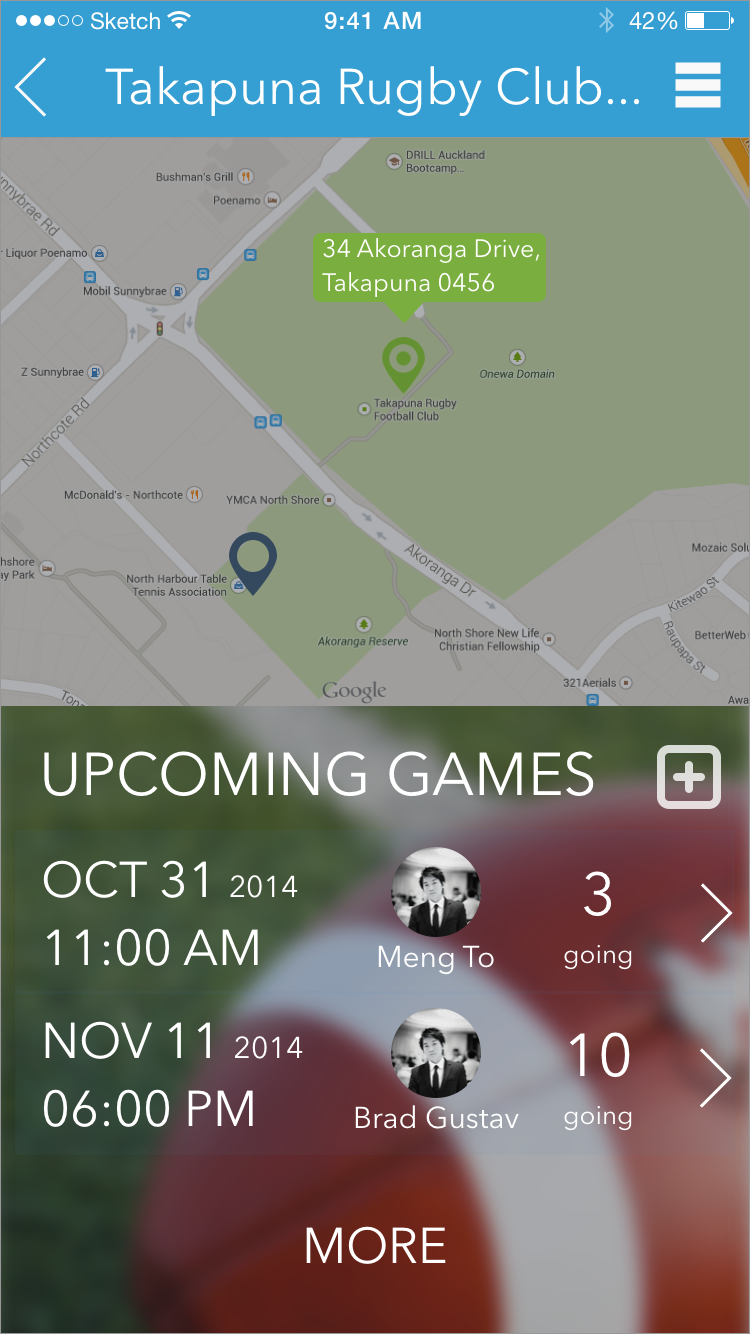 Sketch 9:41 AM 42%
Takapuna Rugby Club...
DRILL Auckland
Bootcamp...
Bushman's Grill
Poenamo
nnybrae Rd
Liquor Poenamo
34 Akoranga Drive,
Takapuna 0456
Mobil Sunnybrae
Z Sunnybrae
Onewa Domain
Takapuna Rugby
Football Club
Northcote Rd
McDonald's - Northcote
YMCA North Shore
Akoranga Dr
Mozaic Solu
hshore
ay Park
North Harbour Table
Tennis Association
Kitewao St
Akoranga Reserve
North Shore New Life
Christian Fellowship
Raupapa St
BetterWeb
321Aerials
Google
Awa
UPCOMING GAMES
OCT 31 2014
11:00 AM
Meng To
3
going
NOV 11 2014
06:00 PM
Brad Gustav
10
going
MORE